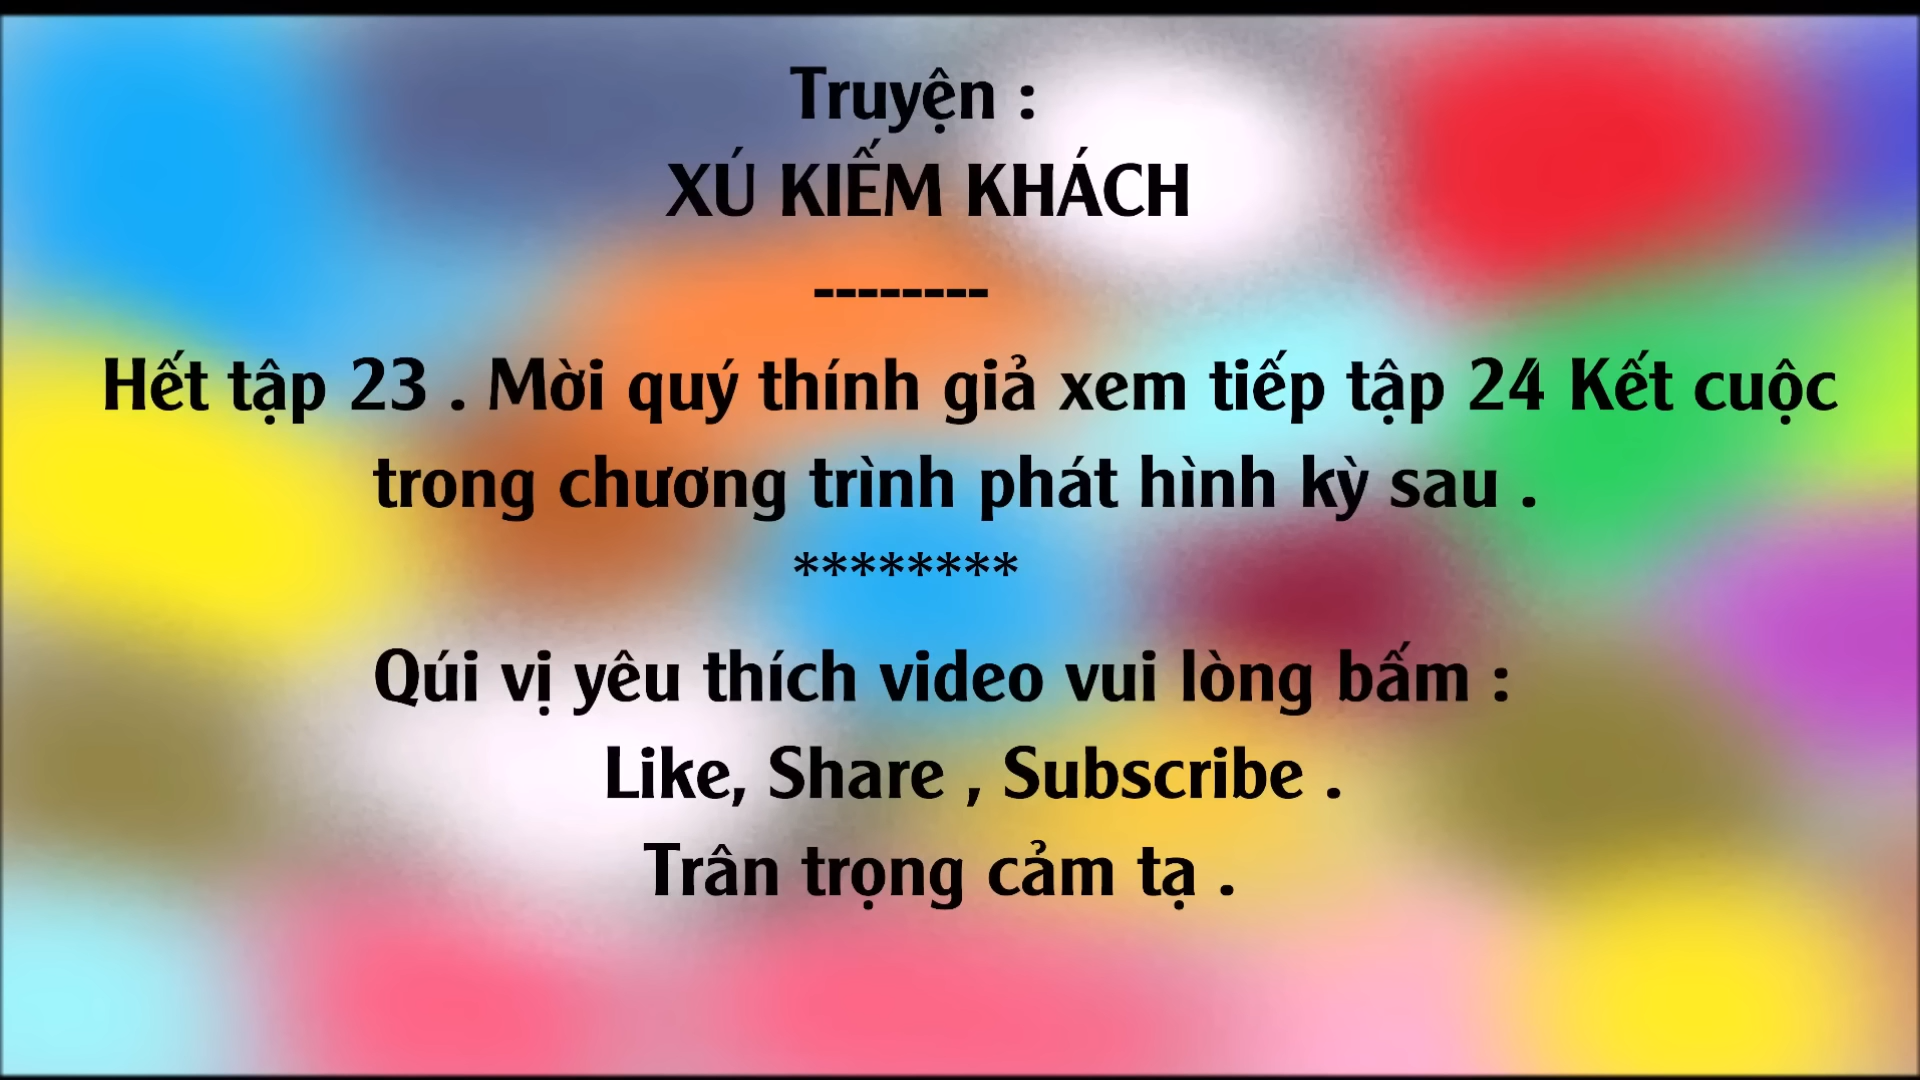 Truyện :
XÚ KIẾM KHÁCH
--------
Hết tập 23 . Mời quý thính giả xem tiếp tập 24 Kết cuộc
trong chương trình phát hình kỳ sau .
********
Qúi vị yêu thích video vui lòng bấm :
Like, Share , Subscribe .
Trân trọng cảm tạ .